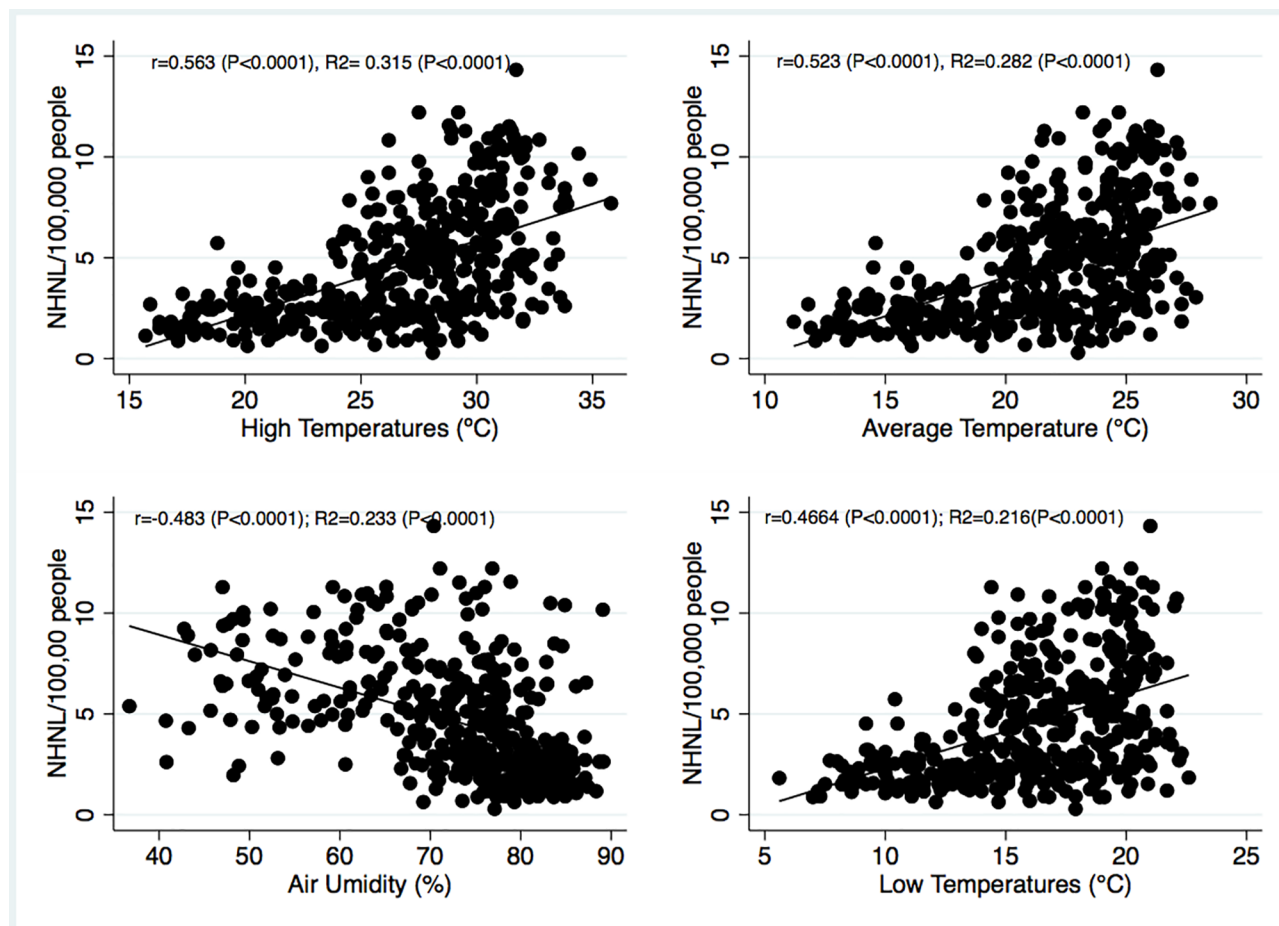 r=0.563 (P<0.0001), R2= 0.315 (P<0.0001)
NHNL/100,000 people
15
10
5
0
15 20 25 30 35
High Temperatures (ºC)
r=0.523 (P<0.0001), R2=0.282 (P<0.0001)
NHNL/100,000 people
15
10
5
0
10 15 20 25 30
Average Temperature (°C)
r=-0.483 (P<0.0001); R2=0.233 (P<0.0001)
NHNL/100,00 people
15
10
5
0
40 50 60 70 80 90
Air Umidity (%)
r=0.4664 (P<0.0001); R2=0.216(P<0.0001)
NHNL/100,000 people
15
10
5
0
5 10 15 20 25
Low Temperatures (°C)